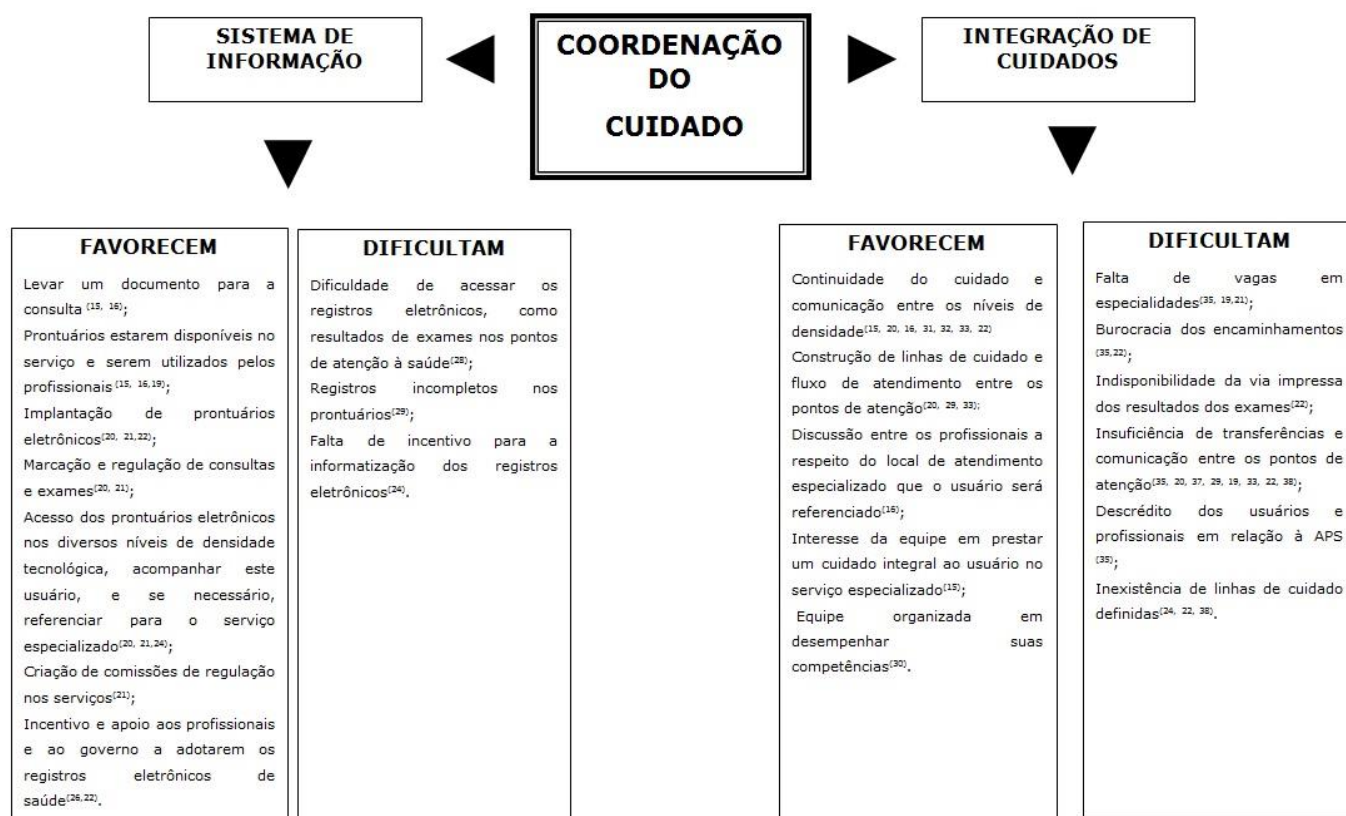 SISTEMA DE
INFORMAÇÃO
COORDENAÇÃO
DO
CUIDADO
INTEGRAÇÃO DE
CUIDADOS
FAVORECEM
Levar um documento para a
consulta (15, 16);
Prontuários estarem disponíveis no
serviço e serem utilizados pelos
profissionais (15, 16,19);
Implantação de prontuários
eletrônicos(20, 21,22);
Marcação e regulação de consultas
e exames(20, 21);
Acesso dos prontuários eletrônicos
nos diversos níveis de densidade
tecnológica, acompanhar este
usuário, e se necessário,
referenciar para o serviço
especializado(20, 21,24);
Criação de comissões de regulação
nos serviços(21);
Incentivo e apoio aos profissionais
e ao governo a adotarem os
registros eletrônicos de
saúde(26,22).
DIFICULTAM
Dificuldade de acessar os
registros eletrônicos, como
resultados de exames nos pontos
de atenção à saúde(28);
Registros incompletos nos
prontuários(29);
Falta de incentivo para a
informatização dos registros
eletrônicos(24).
FAVORECEM
Continuidade do cuidado e
comunicação entre os níveis de
densidade(15, 20, 16, 31, 32, 33, 22)
Construção de linhas de cuidado e
fluxo de atendimento entre os
pontos de atenção(20, 29, 33);
Discussão entre os profissionais a
respeito do local de atendimento
especializado que o usuário será
referenciado(16);
Interesse da equipe em prestar
um cuidado integral ao usuário no
serviço especializado(15);
Equipe organizada em
desempenhar suas
competências(30).
DIFICULTAM
Falta de vagas em
especialidades(35, 19,21);
Burocracia dos encaminhamentos
(35,22);
Indisponibilidade da via impressa
dos resultados dos exames(22);
Insuficiência de transferências e
comunicação entre os pontos de
atenção(35, 20, 37, 29, 19, 33, 22, 38);
Descrédito dos usuários e
profissionais em relação à APS
(35);
Inexistência de linhas de cuidado
definidas(24, 22, 38).